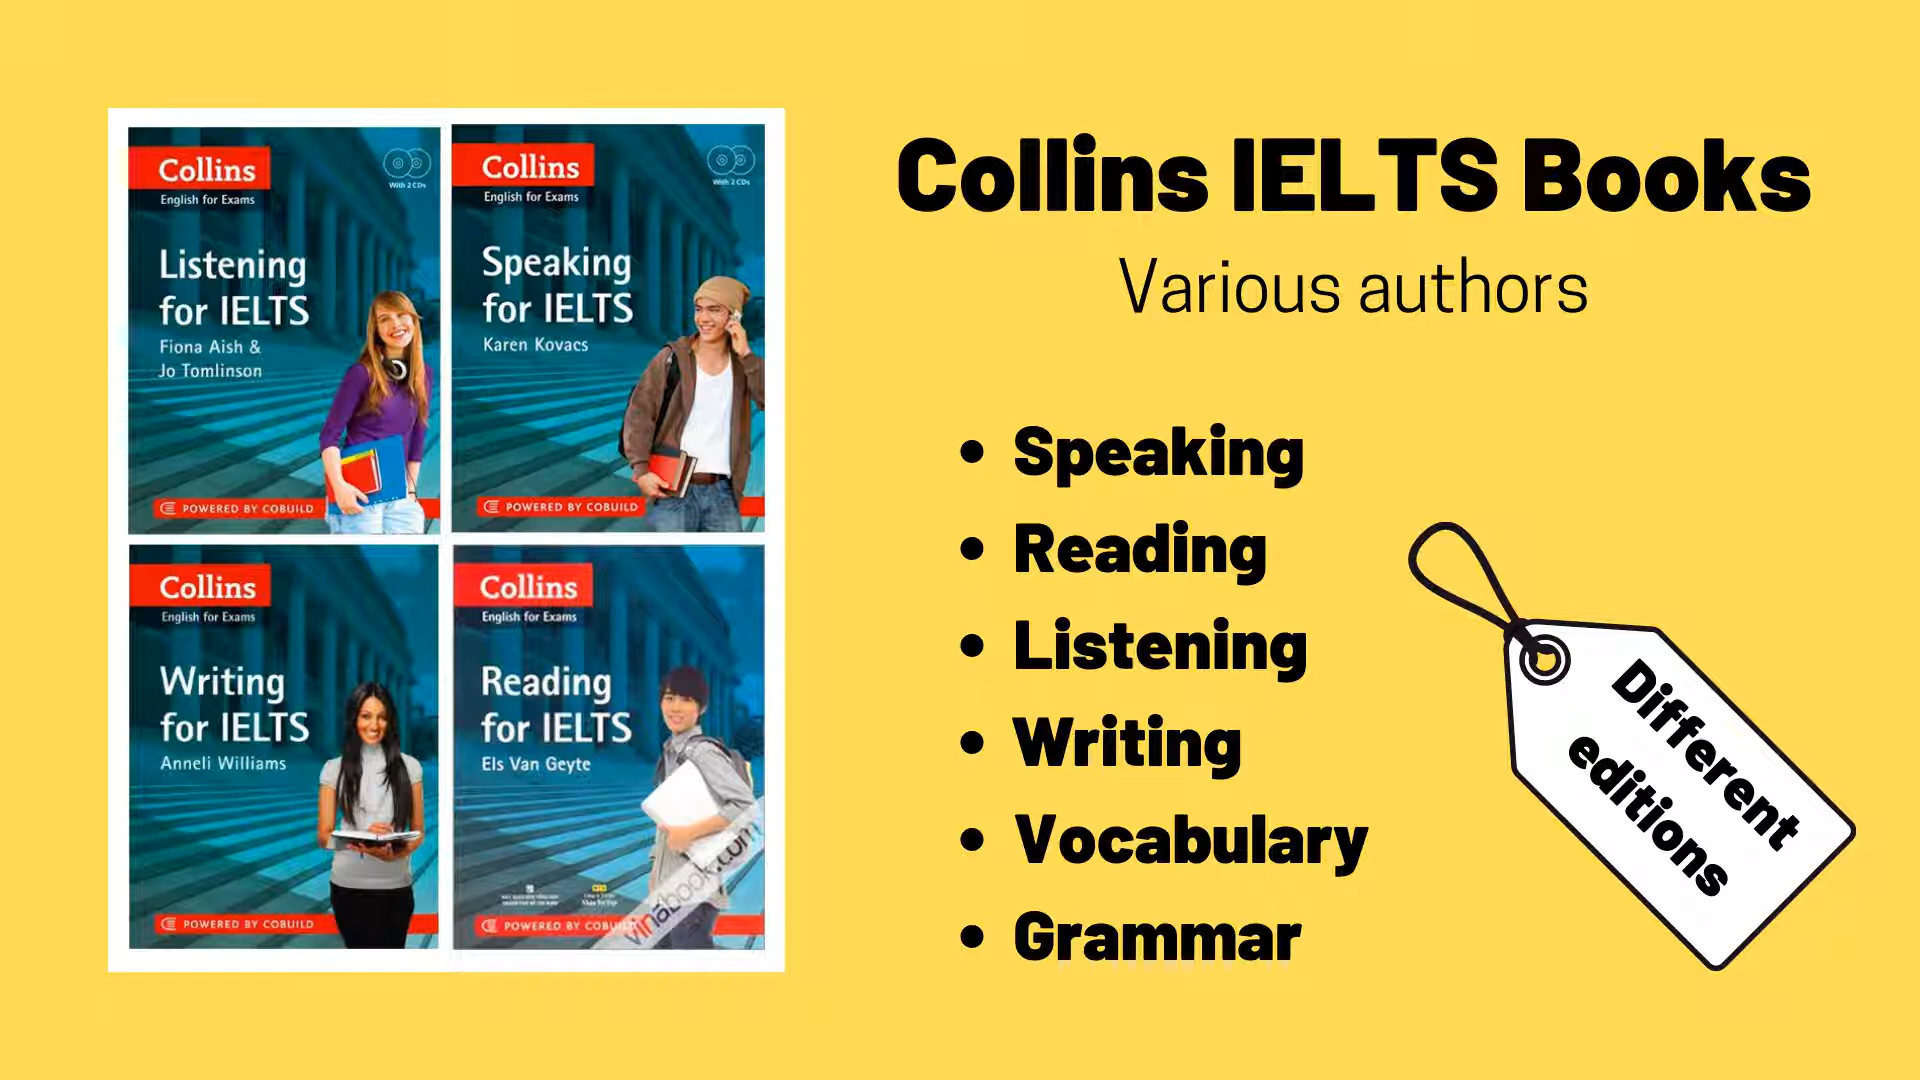 Collins
English for Exams
With 2 CDs
Listening
for IELTS
Fiona Aish &
Jo Tomlinson
POWERED BY COBUILD
Collins
English for Exams
With 2 CDs
Speaking
for IELTS
Karen Kovacs
POWERED BY COBUILD
Collins
English for Exams
Writing
for IELTS
Anneli Williams
POWERED BY COBUILD
Collins
English for Exams
Reading
for IELTS
Els Van Geyte
POWERED BY COBUILD
vinabook.com
Collins IELTS Books
Various authors
• Speaking
• Reading
• Listening
• Writing
• Vocabulary
• Grammar
Different
editions